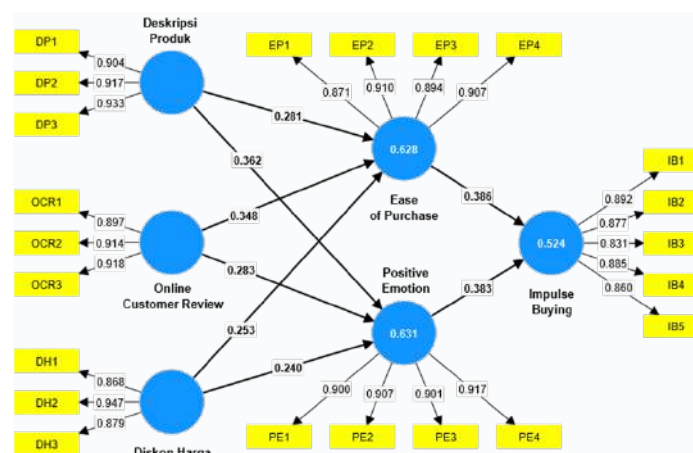 Deskripsi
Produk
DP1
DP2
DP3
0.904
0.917
0.933
EP1
EP2
EP3
EP4
0.871
0.910
0.894
0.907
0.281
0.362
0.628
Ease
of Purchase
OCR1
OCR2
OCR3
0.897
0.914
0.918
Online
Customer Review
0.348
0.283
0.253
0.386
0.383
0.524
Impulse
Buying
IB1
IB2
IB3
IB4
IB5
0.892
0.877
0.831
0.885
0.860
Positive
Emotion
0.631
0.240
DH1
DH2
DH3
0.868
0.947
0.879
Diskon Harga
0.900
0.907
0.901
0.917
PE1
PE2
PE3
PE4